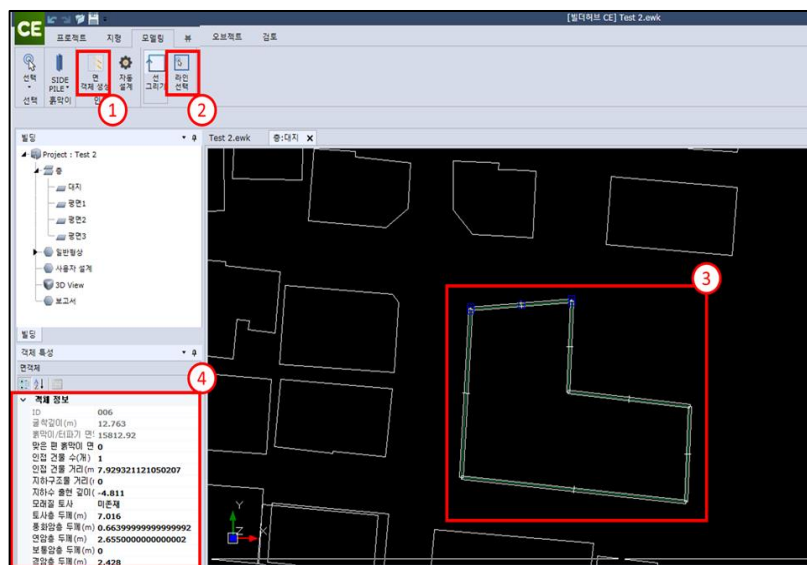 [빌더허브 CE] Test 2.ewk
CE
프로젝트 지형 모델링 뷰 오브젝트 검토
선택 SIDE PILE 면 객체 생성 자동 설계 선 그리기 라인 선택
선택 흙막이
1 2
빌딩 Test 2.ewk 층:대지 X
Project : Test 2
층
대지
평면1
평면2
평면3
일반형상
사용자 설계
3D View
보고서
3
빌딩
객체 특성
면객체
4
객체 정보
ID 006
굴착깊이(m) 12.763
흙막이/터파기 면 15812.92
맞은 편 흙막이 면 0
인접 건물 수(개) 1
인접 건물 거리(m 7.929321121050207
지하구조물 거리( 0
지하수 출현 깊이( -4.811
모래질 토사 미존재
토사층 두께(m) 7.016
풍화암층 두께(m) 0.66399999999999992
연암층 두께(m) 2.6550000000000002
보통암층 두께(m) 0
경암층 두께(m) 2.428
Y
Z X